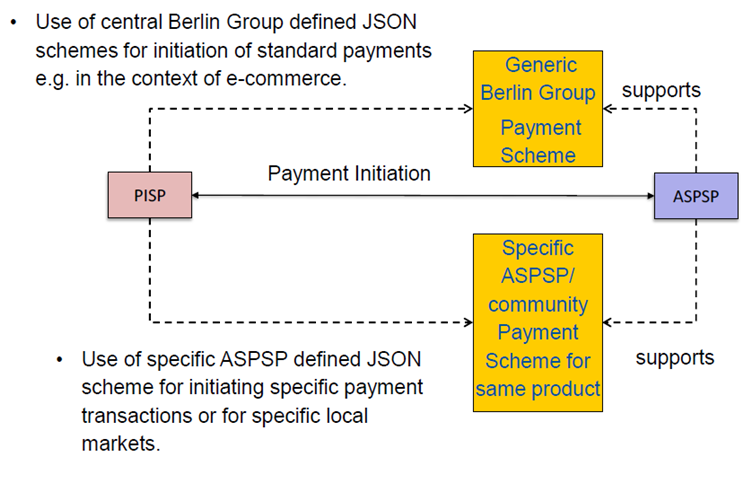 • Use of central Berlin Group defined JSON
schemes for initiation of standard payments
e.g. in the context of e-commerce.
Generic
Berlin Group
Payment
Scheme
supports
Payment Initiation
PISP
ASPSP
Specific
ASPSP/
community
Payment
Scheme for
same product
supports
• Use of specific ASPSP defined JSON
scheme for initiating specific payment
transactions or for specific local
markets.